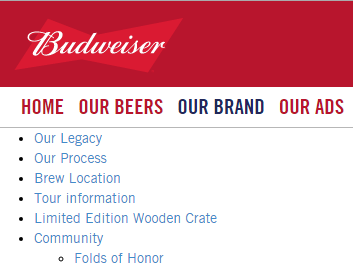 Budweiser
HOME OUR BEERS OUR BRAND OUR ADS
Our Legacy
Our Process
Brew Location
Tour information
Limited Edition Wooden Crate
Community
Folds of Honor